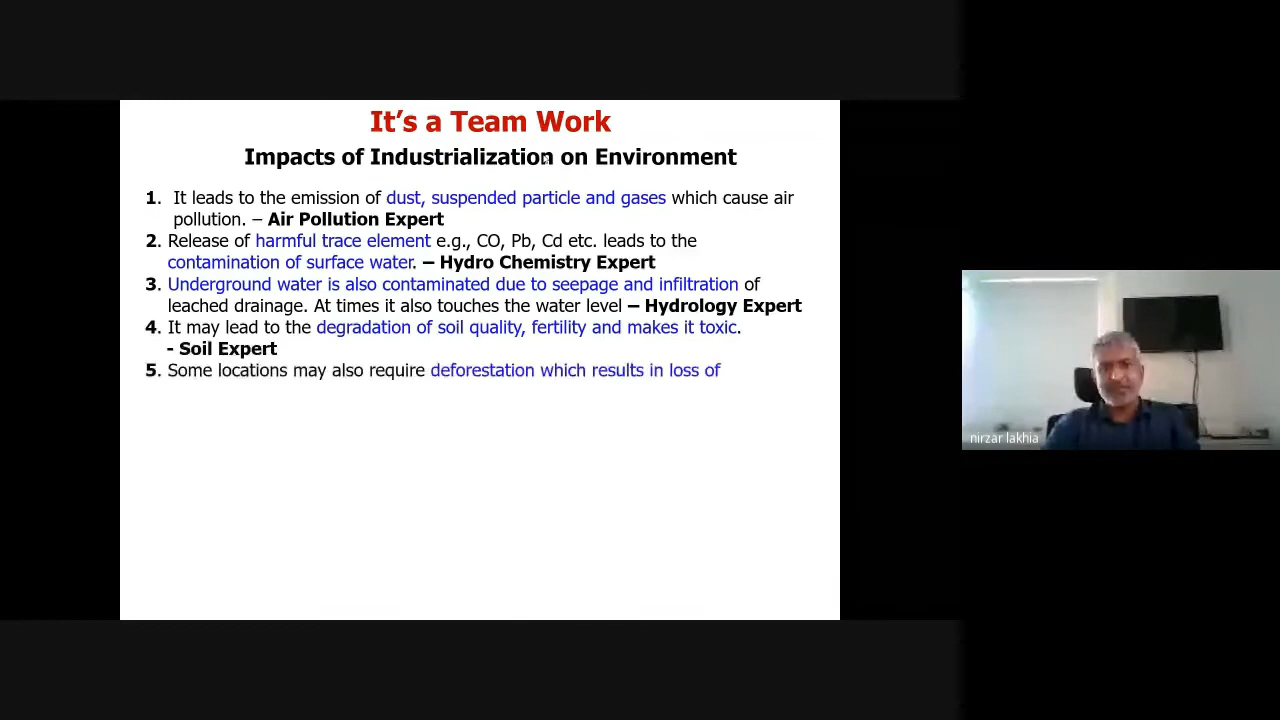 It’s a Team Work
Impacts of Industrialization on Environment
1. It leads to the emission of dust, suspended particle and gases which cause air
pollution. – Air Pollution Expert
2. Release of harmful trace element e.g., CO, Pb, Cd etc. leads to the
contamination of surface water. – Hydro Chemistry Expert
3. Underground water is also contaminated due to seepage and infiltration of
leached drainage. At times it also touches the water level – Hydrology Expert
4. It may lead to the degradation of soil quality, fertility and makes it toxic.
- Soil Expert
5. Some locations may also require deforestation which results in loss of
nirzar lakhia